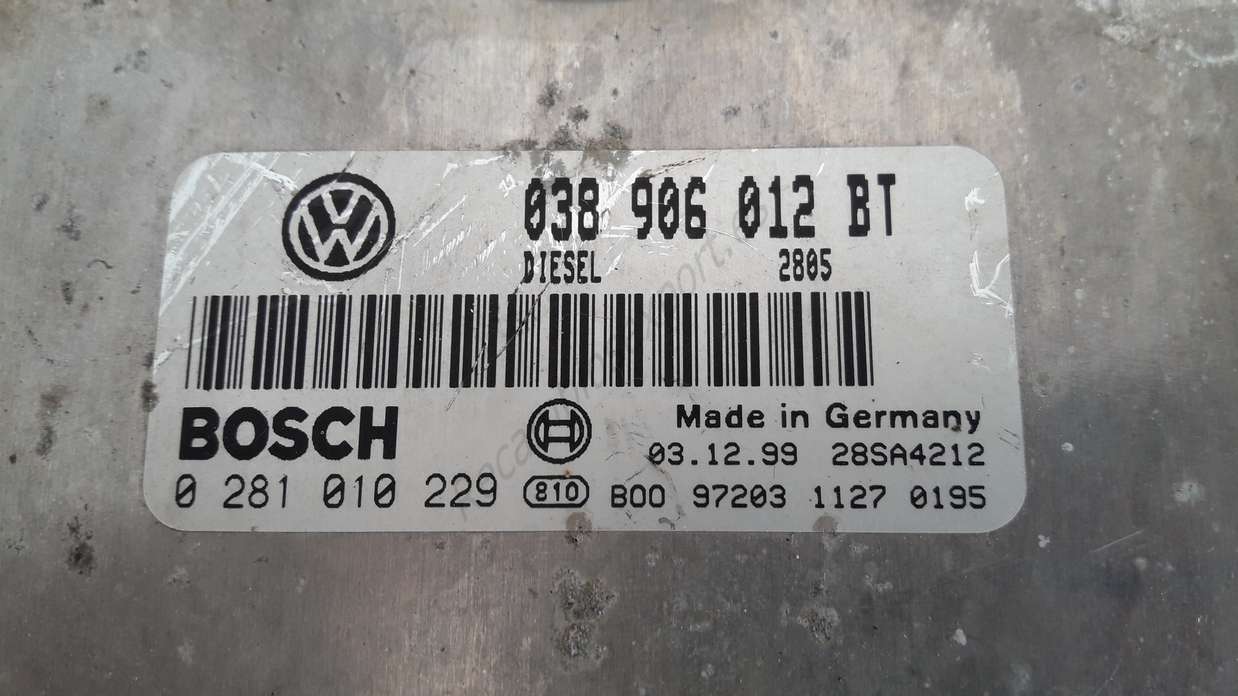 038 906 012 BT
DIESEL 2805
BOSCH
Made in Germany
03.12.99 28SA4212
0 281 010 229 810 B00 97203 1127 0195